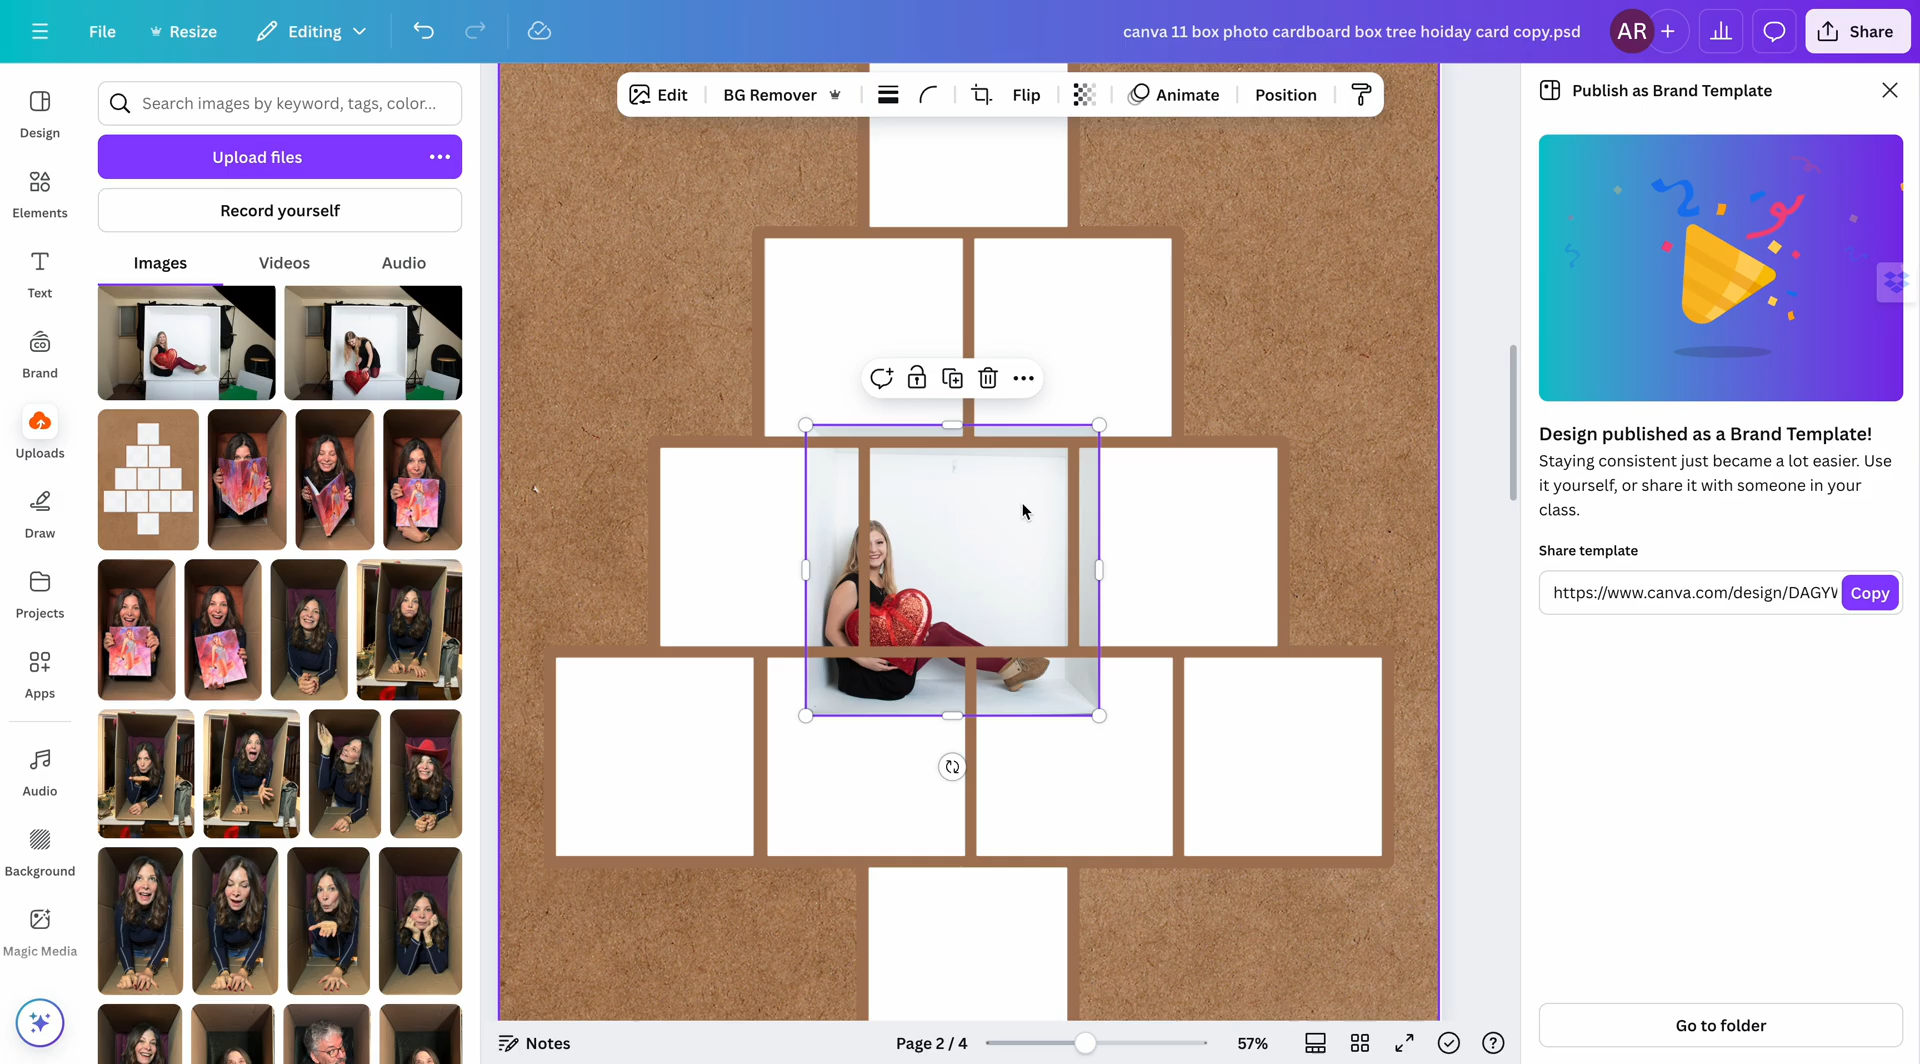 File
Resize
Editing
canva 11 box photo cardboard box tree hoiday card copy.psd
AR
+
Share
Design
Elements
Text
Brand
Uploads
Draw
Projects
Apps
Audio
Background
Magic Media
Search images by keyword, tags, color...
Upload files
Record yourself
Images
Videos
Audio
Edit
BG Remover
Flip
Animate
Position
Publish as Brand Template
Design published as a Brand Template!
Staying consistent just became a lot easier. Use
it yourself, or share it with someone in your
class.
Share template
https://www.canva.com/design/DAGY
Copy
Go to folder
Notes
Page 2 / 4
57%